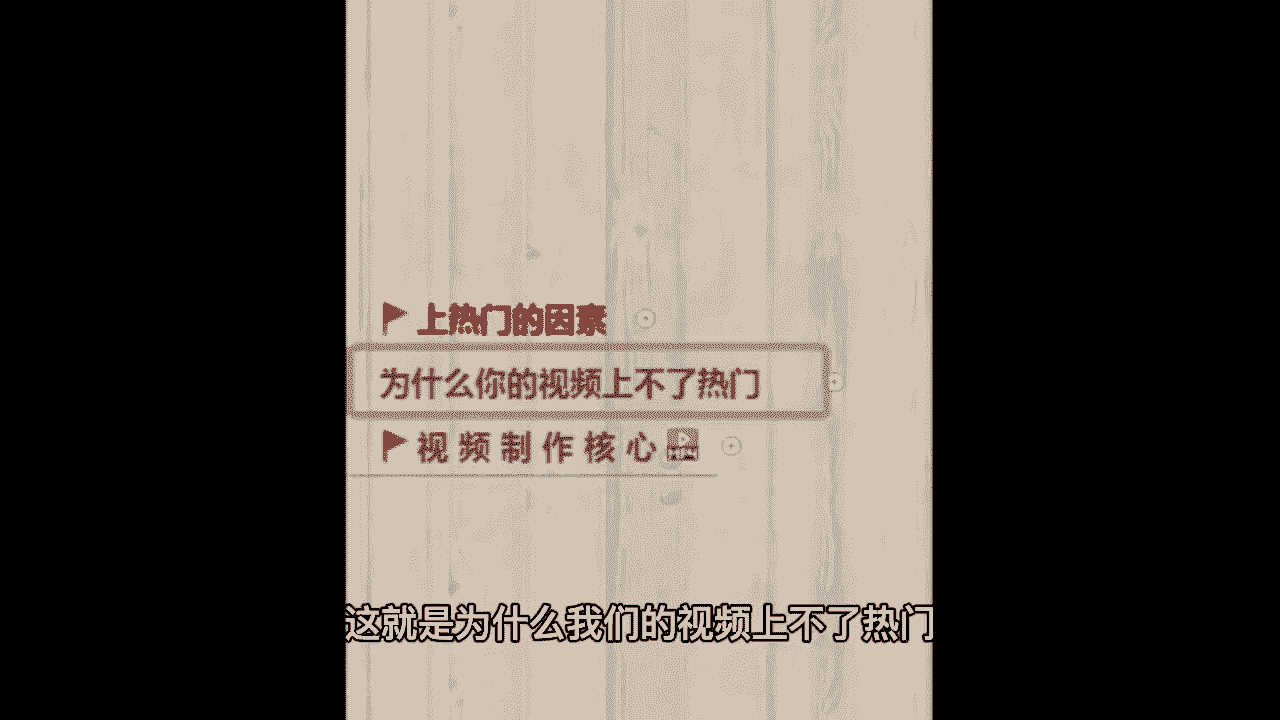 上热门的因素
为什么你的视频上不了热门
视频制作核心
这就是为什么我们的视频上不了热门